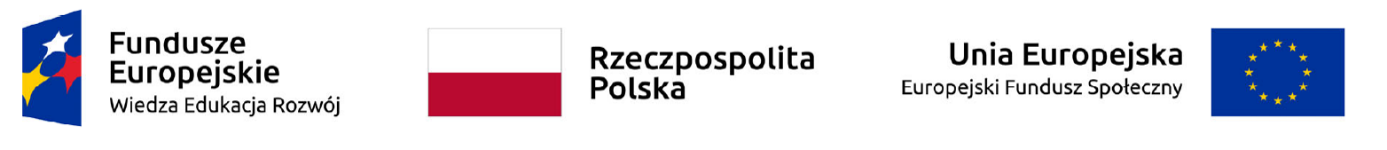 Fundusze
Europejskie
Wiedza Edukacja Rozwój
Rzeczpospolita
Polska
Unia Europejska
Europejski Fundusz Społeczny